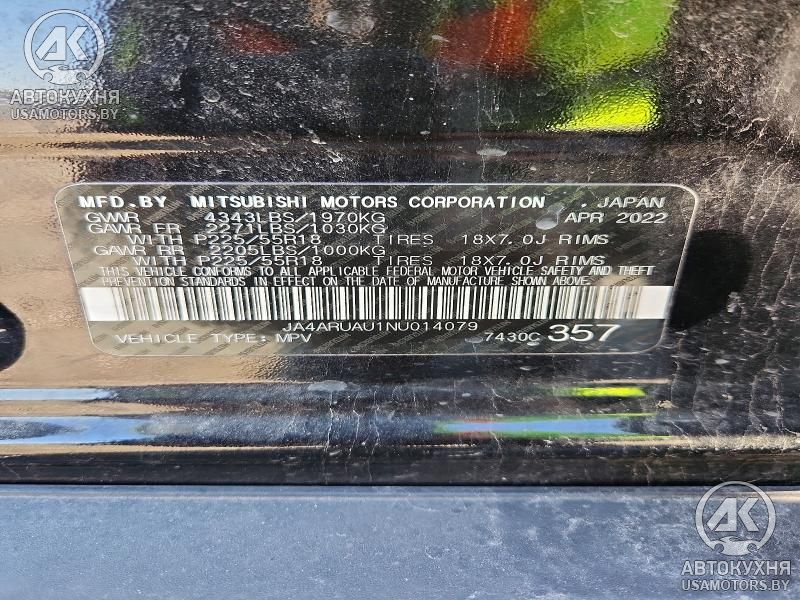 АК
АВТОКУХНЯ
USAMOTORS.BY
MFD.BY MITSUBISHI MOTORS CORPORATION JAPAN
GWWR 4343LBS/1970KG APR 2022
GAWR FR 2271LBS/1030KG
WITH P225/55R18 TIRES 18X7.0J RIMS
GAWR RR 2205LBS/1000KG
WITH P225/55R18 TIRES 18X7.0J RIMS
THIS VEHICLE CONFORMS TO ALL APPLICABLE FEDERAL MOTOR VEHICLE SAFETY AND THEFT
PREVENTION STANDARDS IN EFFECT ON THE DATE OF MANUFACTURE SHOWN ABOVE.
JA4ARUAU1NU014079
VEHICLE TYPE: MPV 7430C 357
АК
АВТОКУХНЯ
USAMOTORS.BY